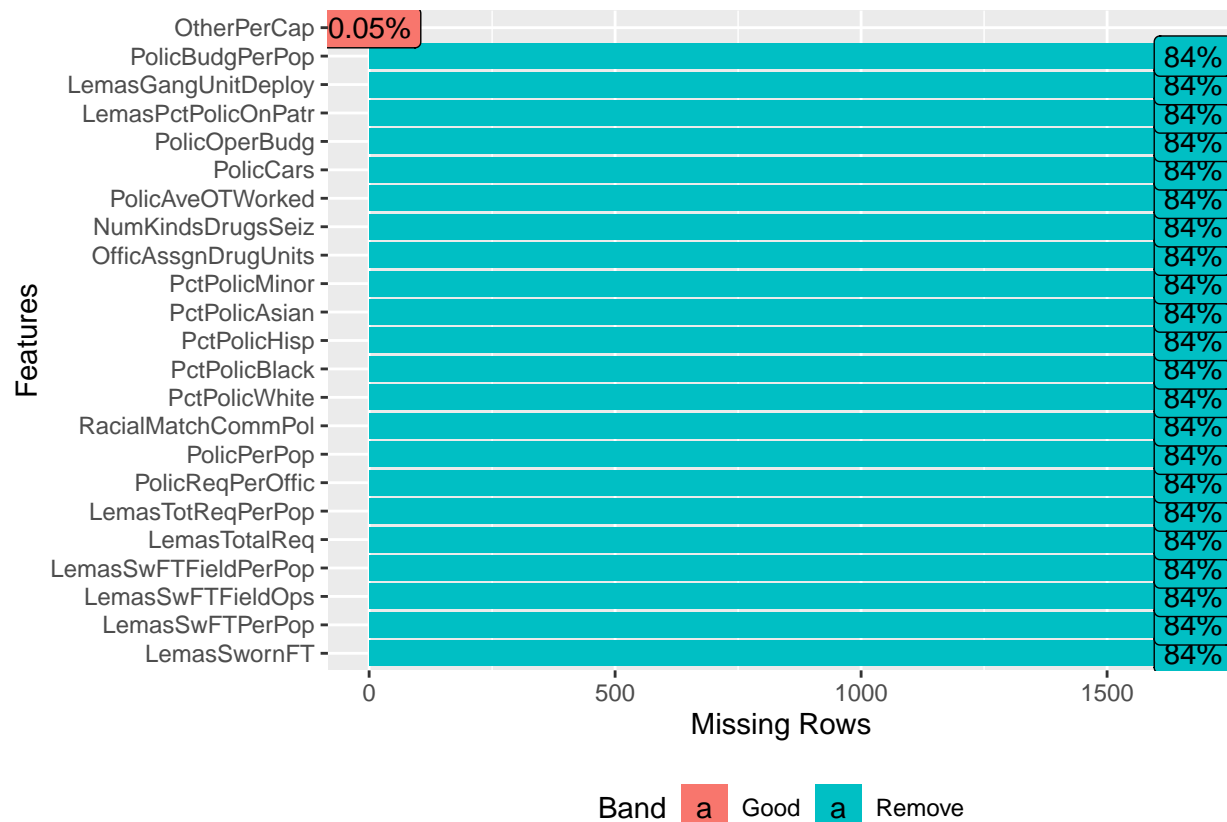 OtherPerCap 0.05%
PolicBudgPerPop 84%
LemasGangUnitDeploy 84%
LemasPctPolicOnPatr 84%
PolicOperBudg 84%
PolicCars 84%
PolicAveOTWorked 84%
NumKindsDrugsSeiz 84%
OfficAssgnDrugUnits 84%
PctPolicMinor 84%
PctPolicAsian 84%
PctPolicHisp 84%
PctPolicBlack 84%
PctPolicWhite 84%
RacialMatchCommPol 84%
PolicPerPop 84%
PolicReqPerOffic 84%
LemasTotReqPerPop 84%
LemasTotalReq 84%
LemasSwFTFieldPerPop 84%
LemasSwFTFieldOps 84%
LemasSwFTPerPop 84%
LemasSwornFT 84%
Features
0 500 1000 1500
Missing Rows
Band a Good a Remove